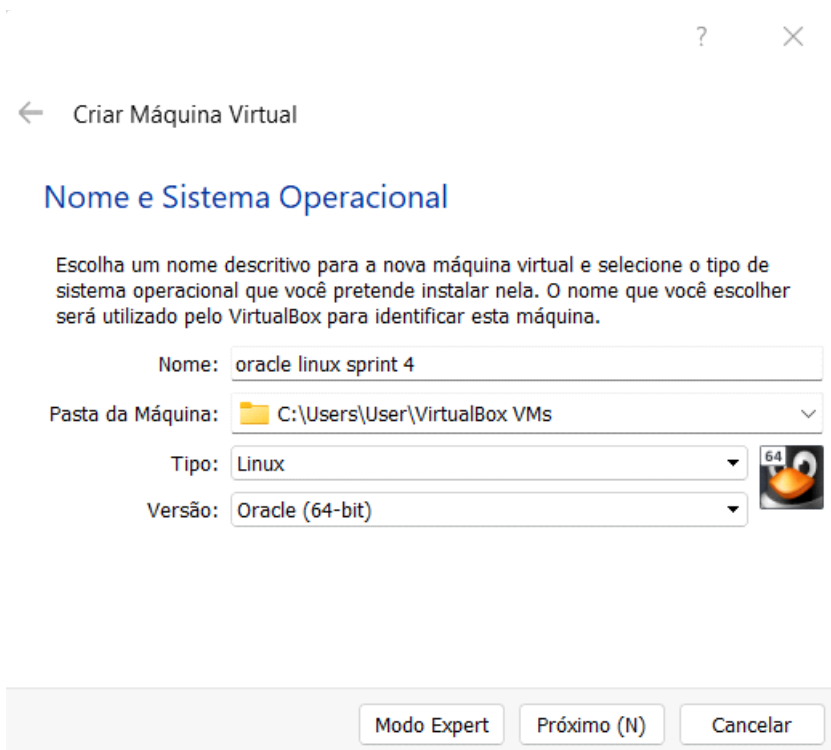 ?
Criar Máquina Virtual
Nome e Sistema Operacional
Escolha um nome descritivo para a nova máquina virtual e selecione o tipo de
sistema operacional que você pretende instalar nela. O nome que você escolher
será utilizado pelo VirtualBox para identificar esta máquina.
Nome: oracle linux sprint 4
Pasta da Máquina: C:\Users\User\VirtualBox VMs
Tipo: Linux
64
Versão: Oracle (64-bit)
Modo Expert Próximo (N) Cancelar